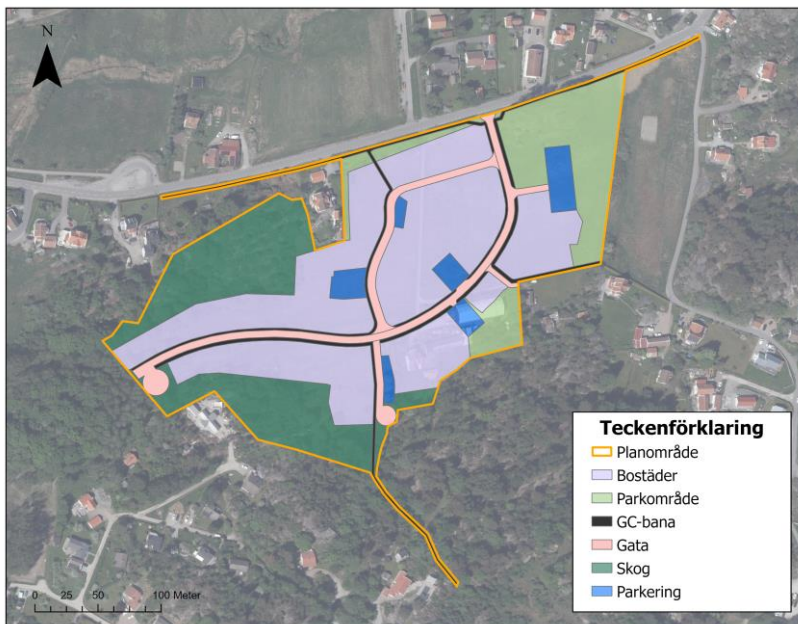 N
Teckenförklaring
Planområde
Bostäder
Parkområde
GC-bana
Gata
Skog
Parkering
0 25 50 100 Meter